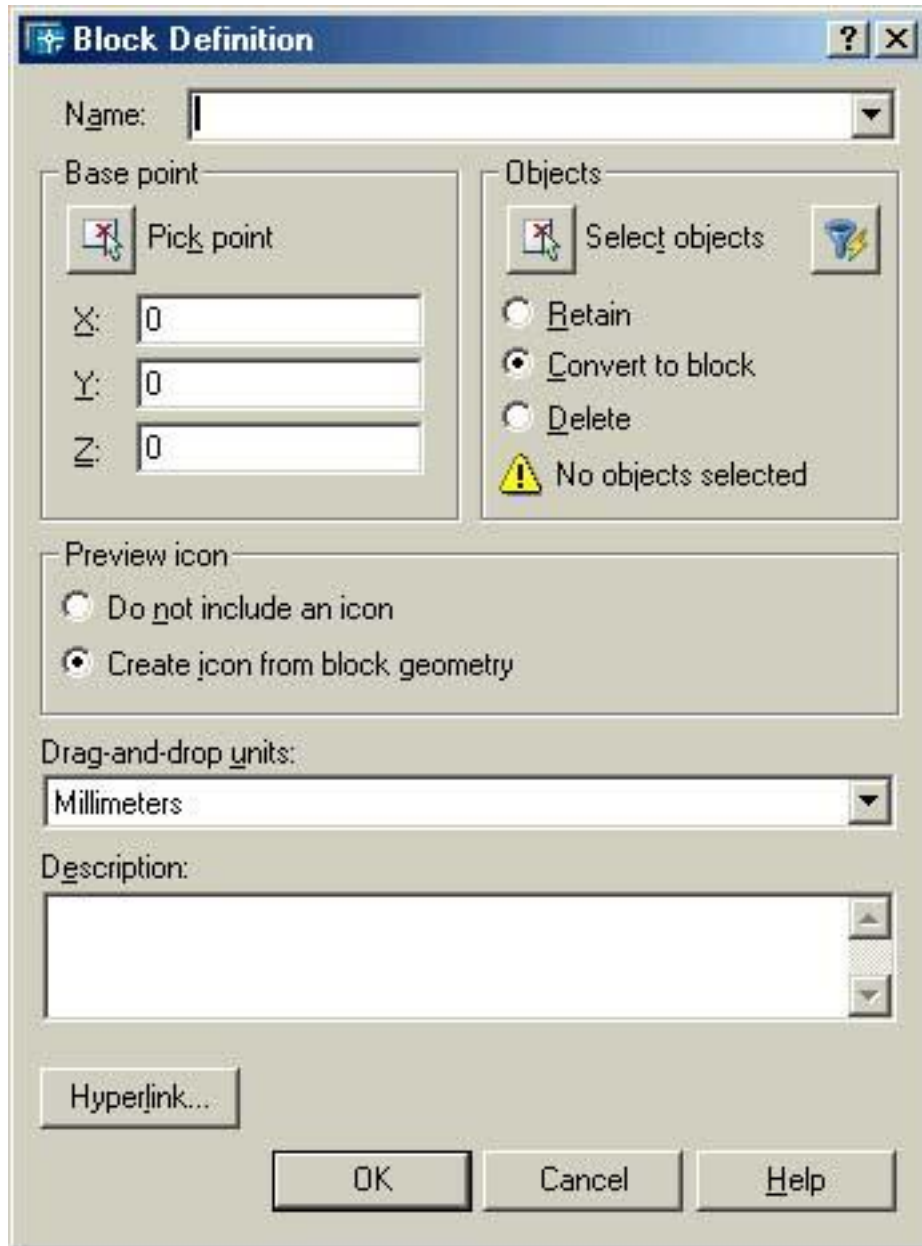 Block Definition
Name:
Base point
Pick point
X: 0
Y: 0
Z: 0
Objects
Select objects
Retain
Convert to block
Delete
No objects selected
Preview icon
Do not include an icon
Create icon from block geometry
Drag-and-drop units:
Millimeters
Description:
Hyperlink...
OK Cancel Help